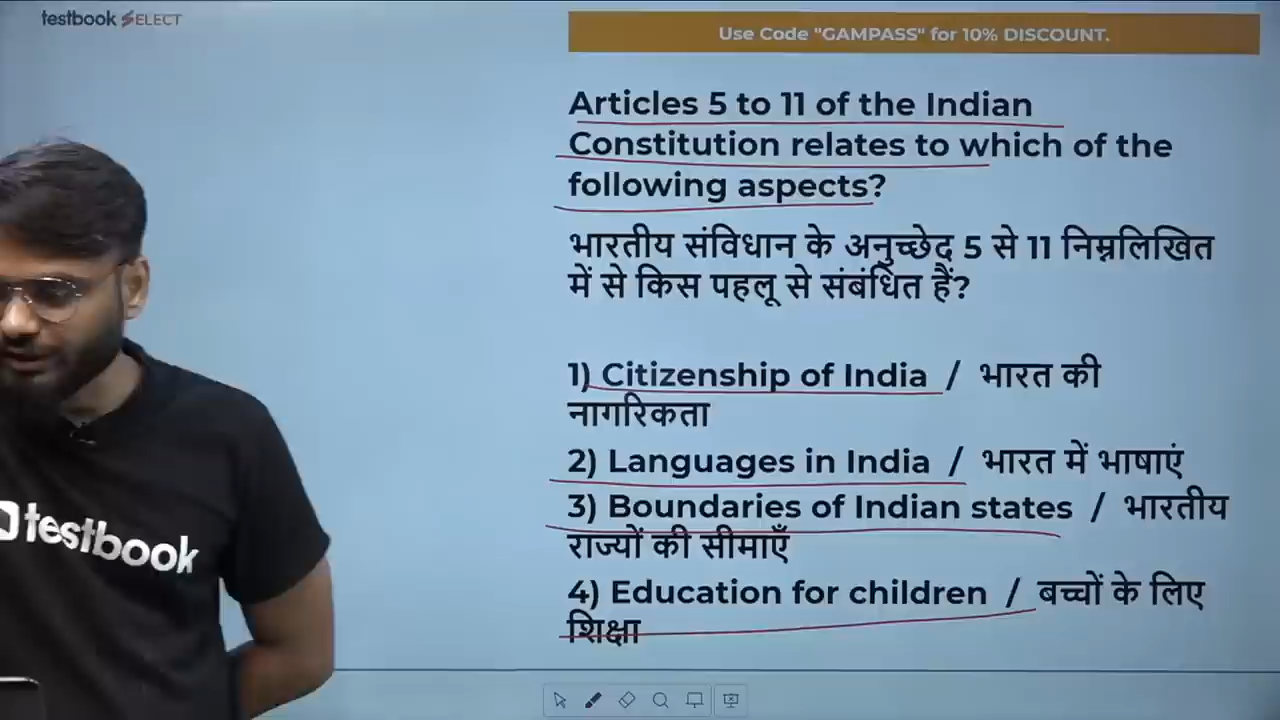 testbook SELECT
Use Code "GAMPASS" for 10% DISCOUNT.
Articles 5 to 11 of the Indian
Constitution relates to which of the
following aspects?
भारतीय संविधान के अनुच्छेद 5 से 11 निम्नलिखित
में से किस पहलू से संबंधित हैं?
1) Citizenship of India / भारत की
नागरिकता
2) Languages in India / भारत में भाषाएं
3) Boundaries of Indian states / भारतीय
राज्यों की सीमाएँ
4) Education for children / बच्चों के लिए
शिक्षा
testbook